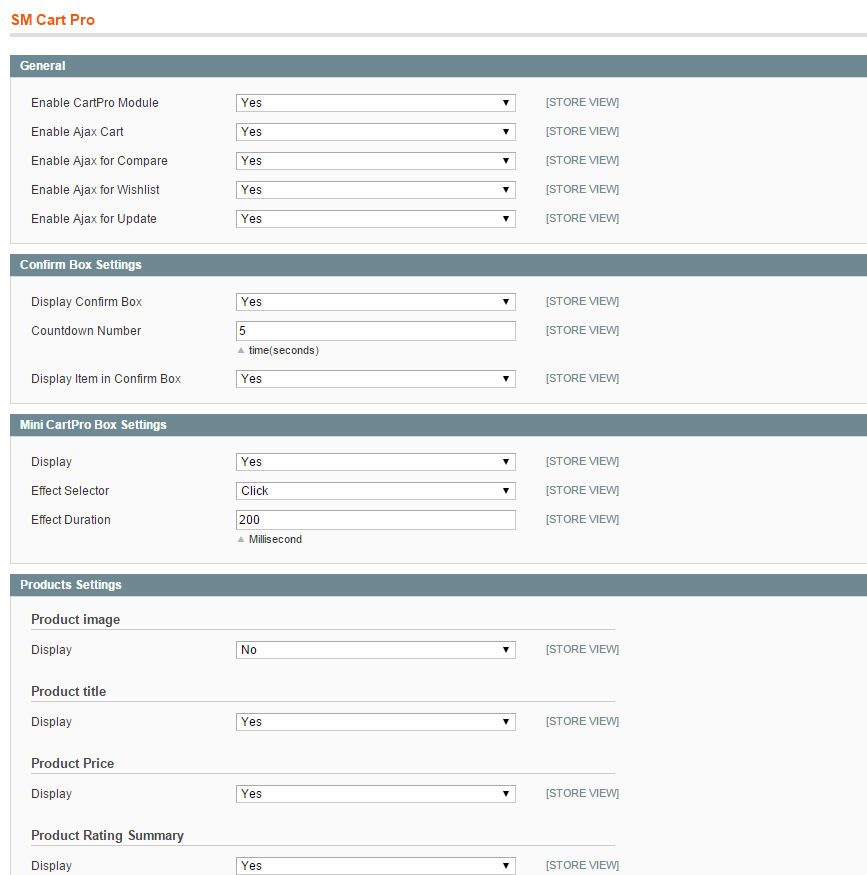 SM Cart Pro
General
Enable CartPro Module Yes [STORE VIEW]
Enable Ajax Cart Yes [STORE VIEW]
Enable Ajax for Compare Yes [STORE VIEW]
Enable Ajax for Wishlist Yes [STORE VIEW]
Enable Ajax for Update Yes [STORE VIEW]
Confirm Box Settings
Display Confirm Box Yes [STORE VIEW]
Countdown Number 5 [STORE VIEW]
time(seconds)
Display Item in Confirm Box Yes [STORE VIEW]
Mini CartPro Box Settings
Display Yes [STORE VIEW]
Effect Selector Click [STORE VIEW]
Effect Duration 200 [STORE VIEW]
Millisecond
Products Settings
Product image
Display No [STORE VIEW]
Product title
Display Yes [STORE VIEW]
Product Price
Display Yes [STORE VIEW]
Product Rating Summary
Display Yes [STORE VIEW]